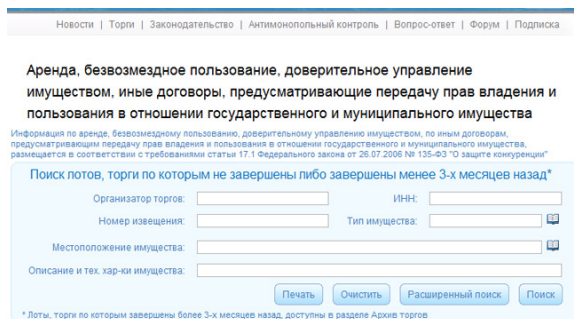 Новости | Торги | Законодательство | Антимонопольный контроль | Вопрос-ответ | Форум | Подписка
Аренда, безвозмездное пользование, доверительное управление
имуществом, иные договоры, предусматривающие передачу прав владения и
пользования в отношении государственного и муниципального имущества
Информация по аренде, безвозмездному пользованию, доверительному управлению имуществом, по иным договорам,
предусматривающим передачу прав владения и пользования в отношении государственного и муниципального имущества,
размещается в соответствии с требованиями статьи 17.1 Федерального закона от 26.07.2006 № 135-ФЗ "О защите конкуренции"
Поиск лотов, торги по которым не завершены либо завершены менее 3-х месяцев назад*
Организатор торгов: ИНН:
Номер извещения: Тип имущества:
Местоположение имущества:
Описание и тех. хар-ки имущества:
Печать Очистить Расширенный поиск Поиск
* Лоты, торги по которым завершены более 3-х месяцев назад, доступны в разделе Архив торгов